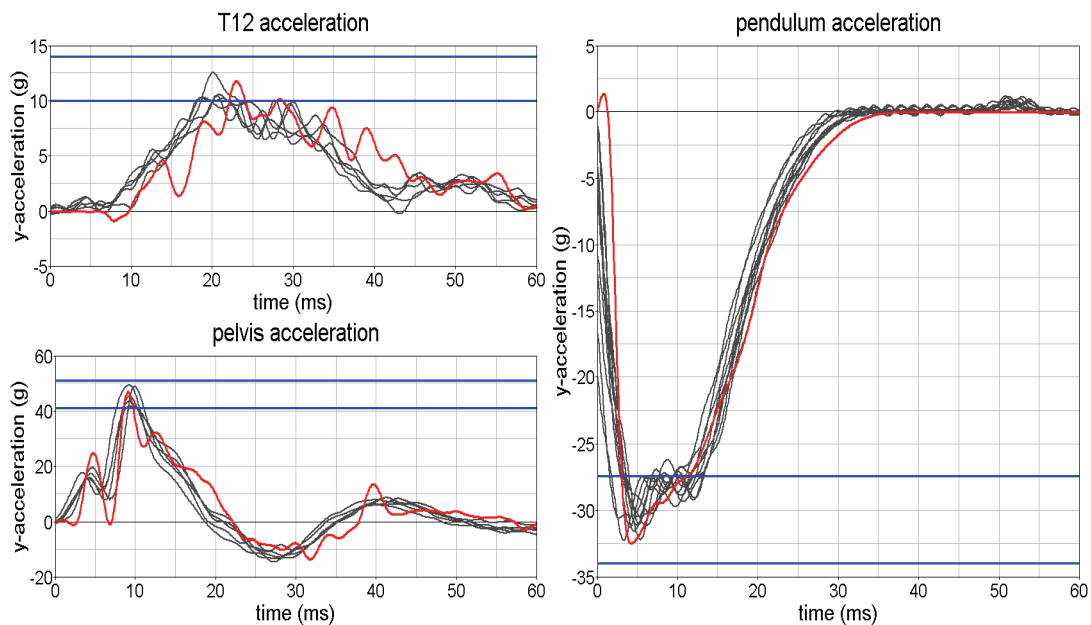 T12 acceleration
15
10
5
0
-5
y-acceleration (g)
0 10 20 30 40 50 60
time (ms)
pelvis acceleration
60
40
20
0
-20
y-acceleration (g)
0 10 20 30 40 50 60
time (ms)
pendulum acceleration
5
0
-5
-10
-15
-20
-25
-30
-35
y-acceleration (g)
0 10 20 30 40 50 60
time (ms)